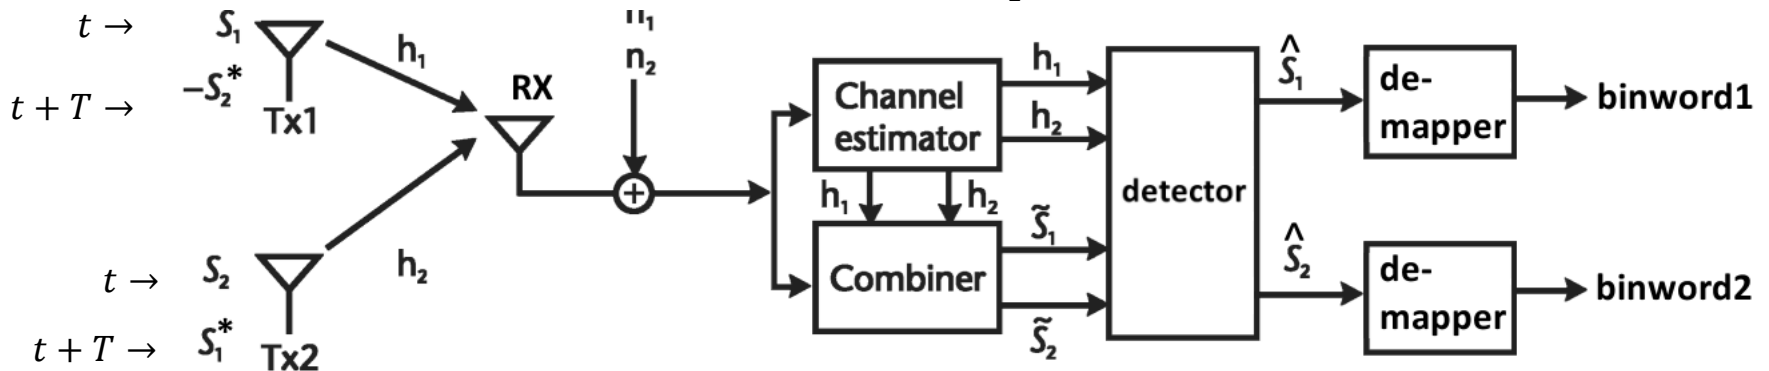 t →
S₁
−S₂*
t + T →
Tx1
h₁
RX
n₁
n₂
+
t →
S₂
h₂
t + T →
S₁*
Tx2
Channel
estimator
h₁
h₂
h₁
h₂
Combiner
S̃₁
S̃₂
detector
Ŝ₁
de-
mapper
binword1
Ŝ₂
de-
mapper
binword2